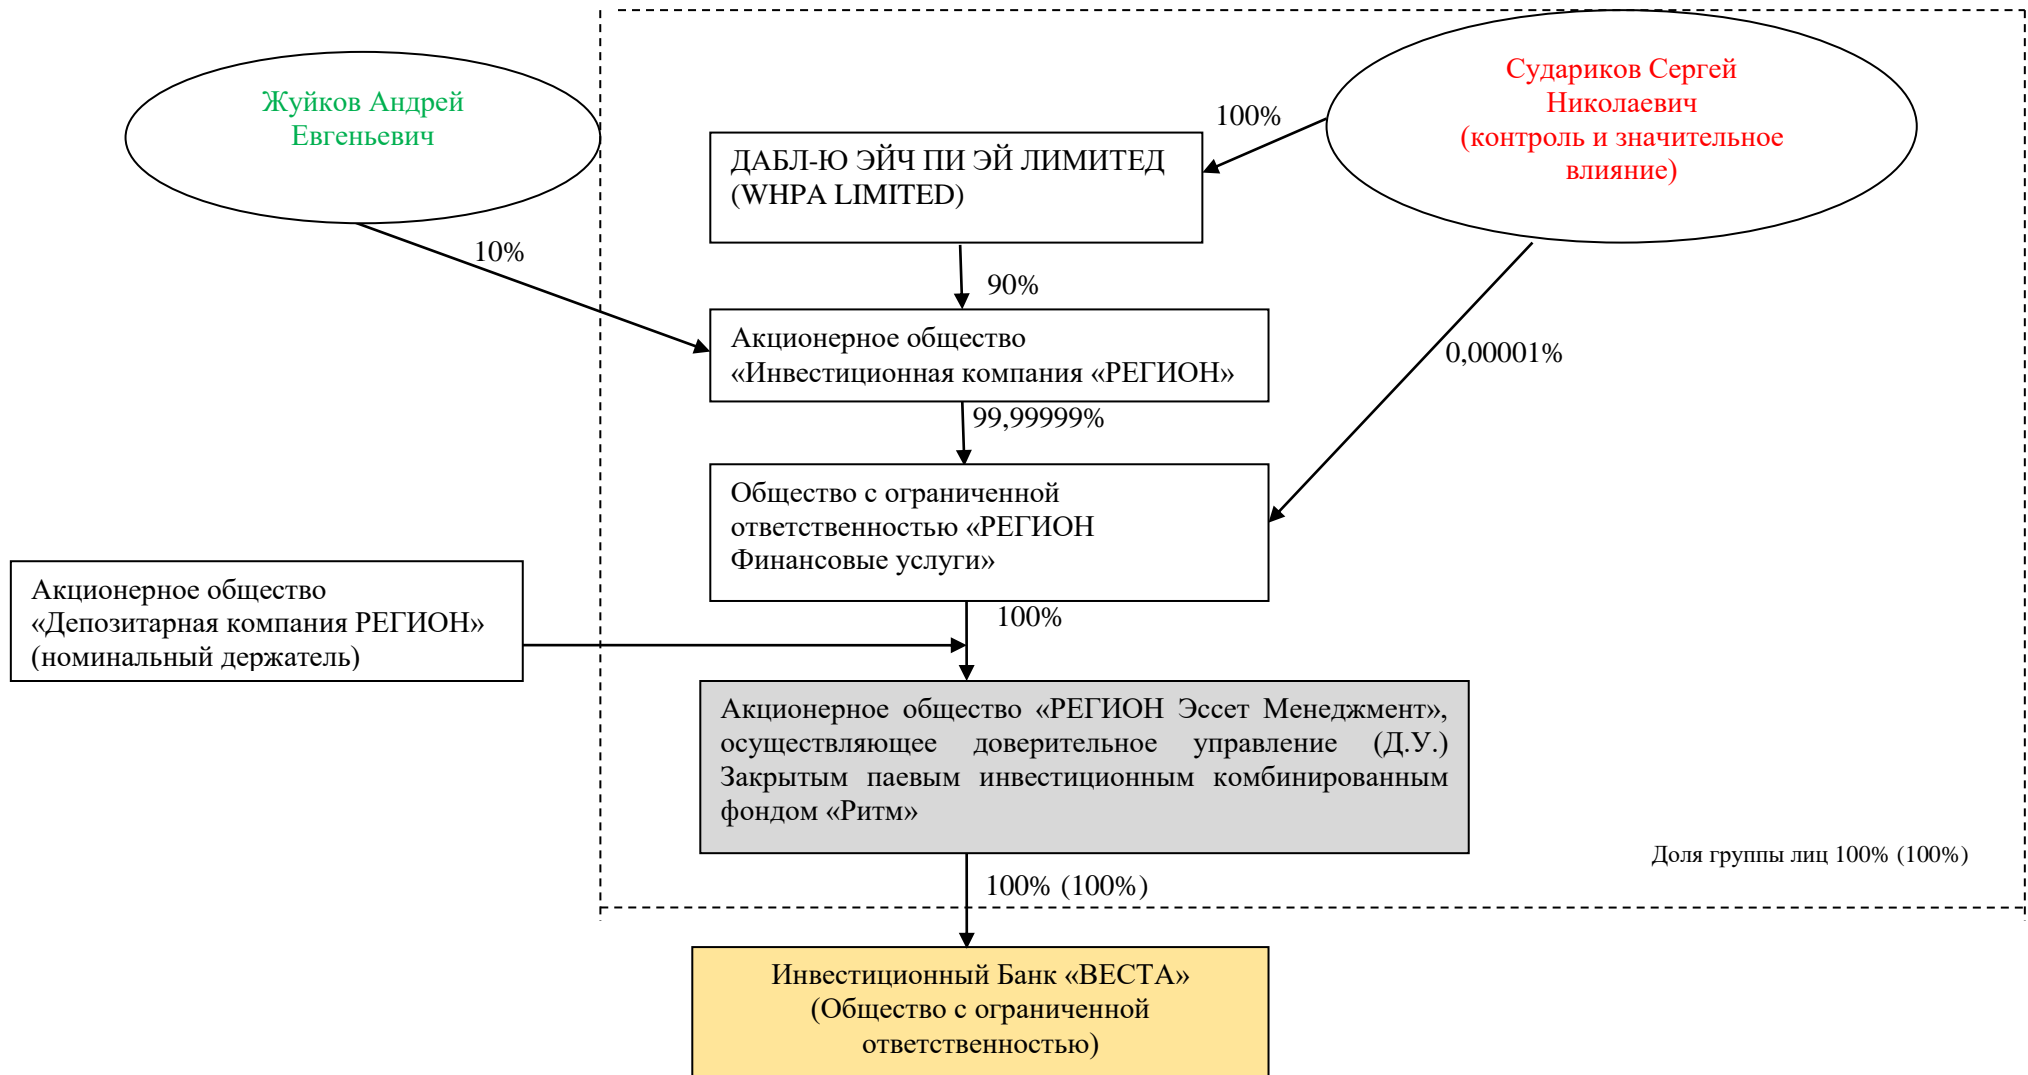 Жуйков Андрей
Евгеньевич
Судариков Сергей
Николаевич
(контроль и значительное
влияние)
100%
ДАБЛ-Ю ЭЙЧ ПИ ЭЙ ЛИМИТЕД
(WHPA LIMITED)
10%
90%
Акционерное общество
«Инвестиционная компания «РЕГИОН»
0,00001%
99,99999%
Общество с ограниченной
ответственностью «РЕГИОН
Финансовые услуги»
Акционерное общество
«Депозитарная компания РЕГИОН»
(номинальный держатель)
100%
Акционерное общество «РЕГИОН Эссет Менеджмент»,
осуществляющее доверительное управление (Д.У.)
Закрытым паевым инвестиционным комбинированным
фондом «Ритм»
Доля группы лиц 100% (100%)
100% (100%)
Инвестиционный Банк «ВЕСТА»
(Общество с ограниченной
ответственностью)